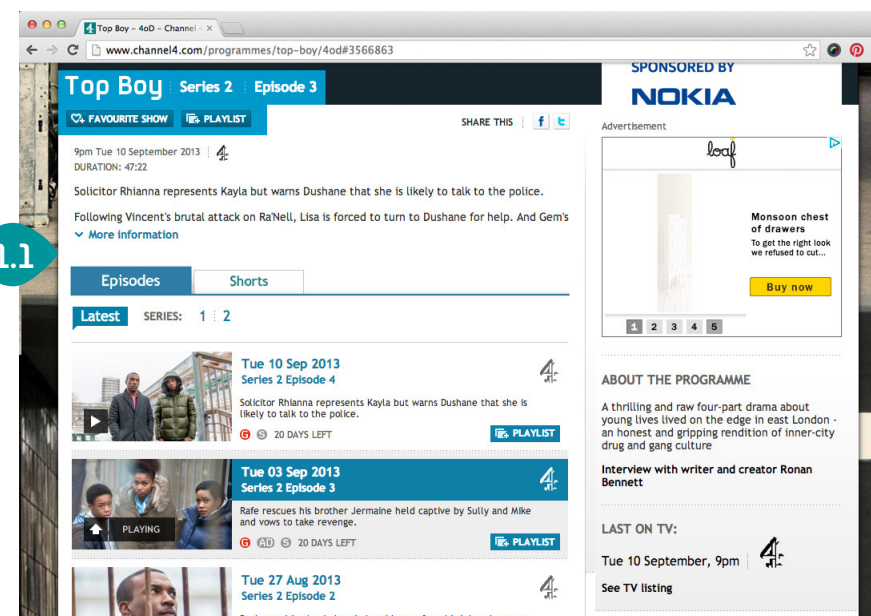 Top Boy – 4oD – Channel
www.channel4.com/programmes/top-boy/4od#3566863
Top Boy Series 2 Episode 3
FAVOURITE SHOW PLAYLIST
SHARE THIS
9pm Tue 10 September 2013
DURATION: 47:22
Solicitor Rhianna represents Kayla but warns Dushane that she is likely to talk to the police.
Following Vincent's brutal attack on Ra'Nell, Lisa is forced to turn to Dushane for help. And Gem's
More information
1.1
Episodes Shorts
Latest SERIES: 1 2
Tue 10 Sep 2013
Series 2 Episode 4
Solicitor Rhianna represents Kayla but warns Dushane that she is
likely to talk to the police.
G S 20 DAYS LEFT
PLAYLIST
Tue 03 Sep 2013
Series 2 Episode 3
Rafe rescues his brother Jermaine held captive by Sully and Mike
and vows to take revenge.
PLAYING
G AD S 20 DAYS LEFT
PLAYLIST
Tue 27 Aug 2013
Series 2 Episode 2
SPONSORED BY
NOKIA
Advertisement
loaf
Monsoon chest
of drawers
To get the right look
we refused to cut...
Buy now
1 2 3 4 5
ABOUT THE PROGRAMME
A thrilling and raw four-part drama about
young lives lived on the edge in east London -
an honest and gripping rendition of inner-city
drug and gang culture
Interview with writer and creator Ronan
Bennett
LAST ON TV:
Tue 10 September, 9pm
See TV listing